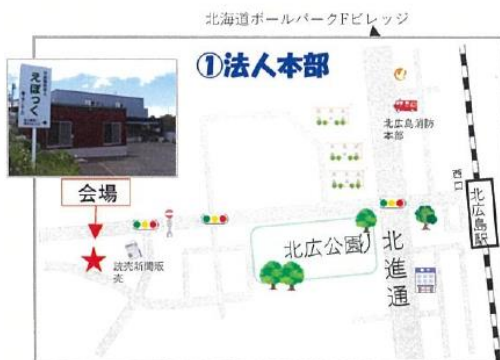 北海道ボールパークFビレッジ
①法人本部
えぽっく
北広島消防
本部
西口
北広島駅
会場
北広公園
北進通り
読売新聞販
売